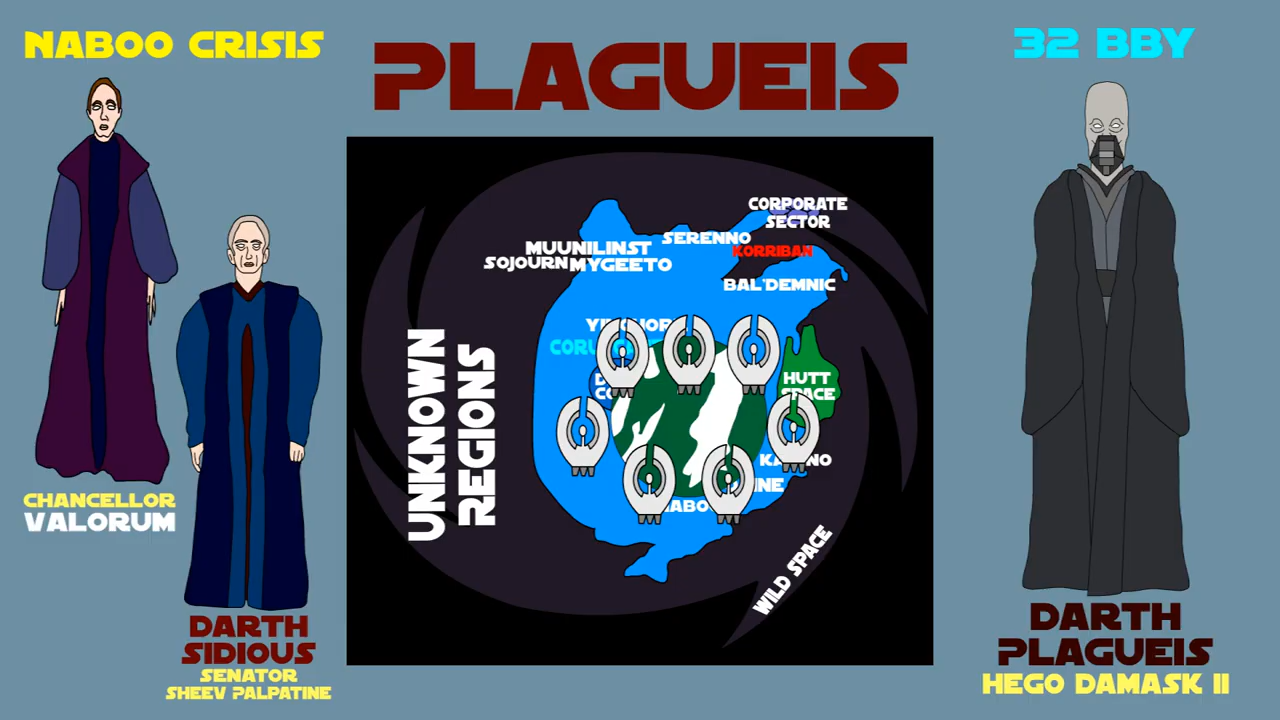 NABOO CRISIS
PLAGUEIS
32 BBY
CORPORATE
SECTOR
SERENNO
MUUNILINST
KORRIBAN
SOJOURN
MYGEETO
BAL'DEMNIC
UNKNOWN
REGIONS
HUTT
SPACE
WILD SPACE
CHANCELLOR
VALORUM
DARTH
SIDIOUS
SENATOR
SHEEV PALPATINE
DARTH
PLAGUEIS
HEGO DAMASK II